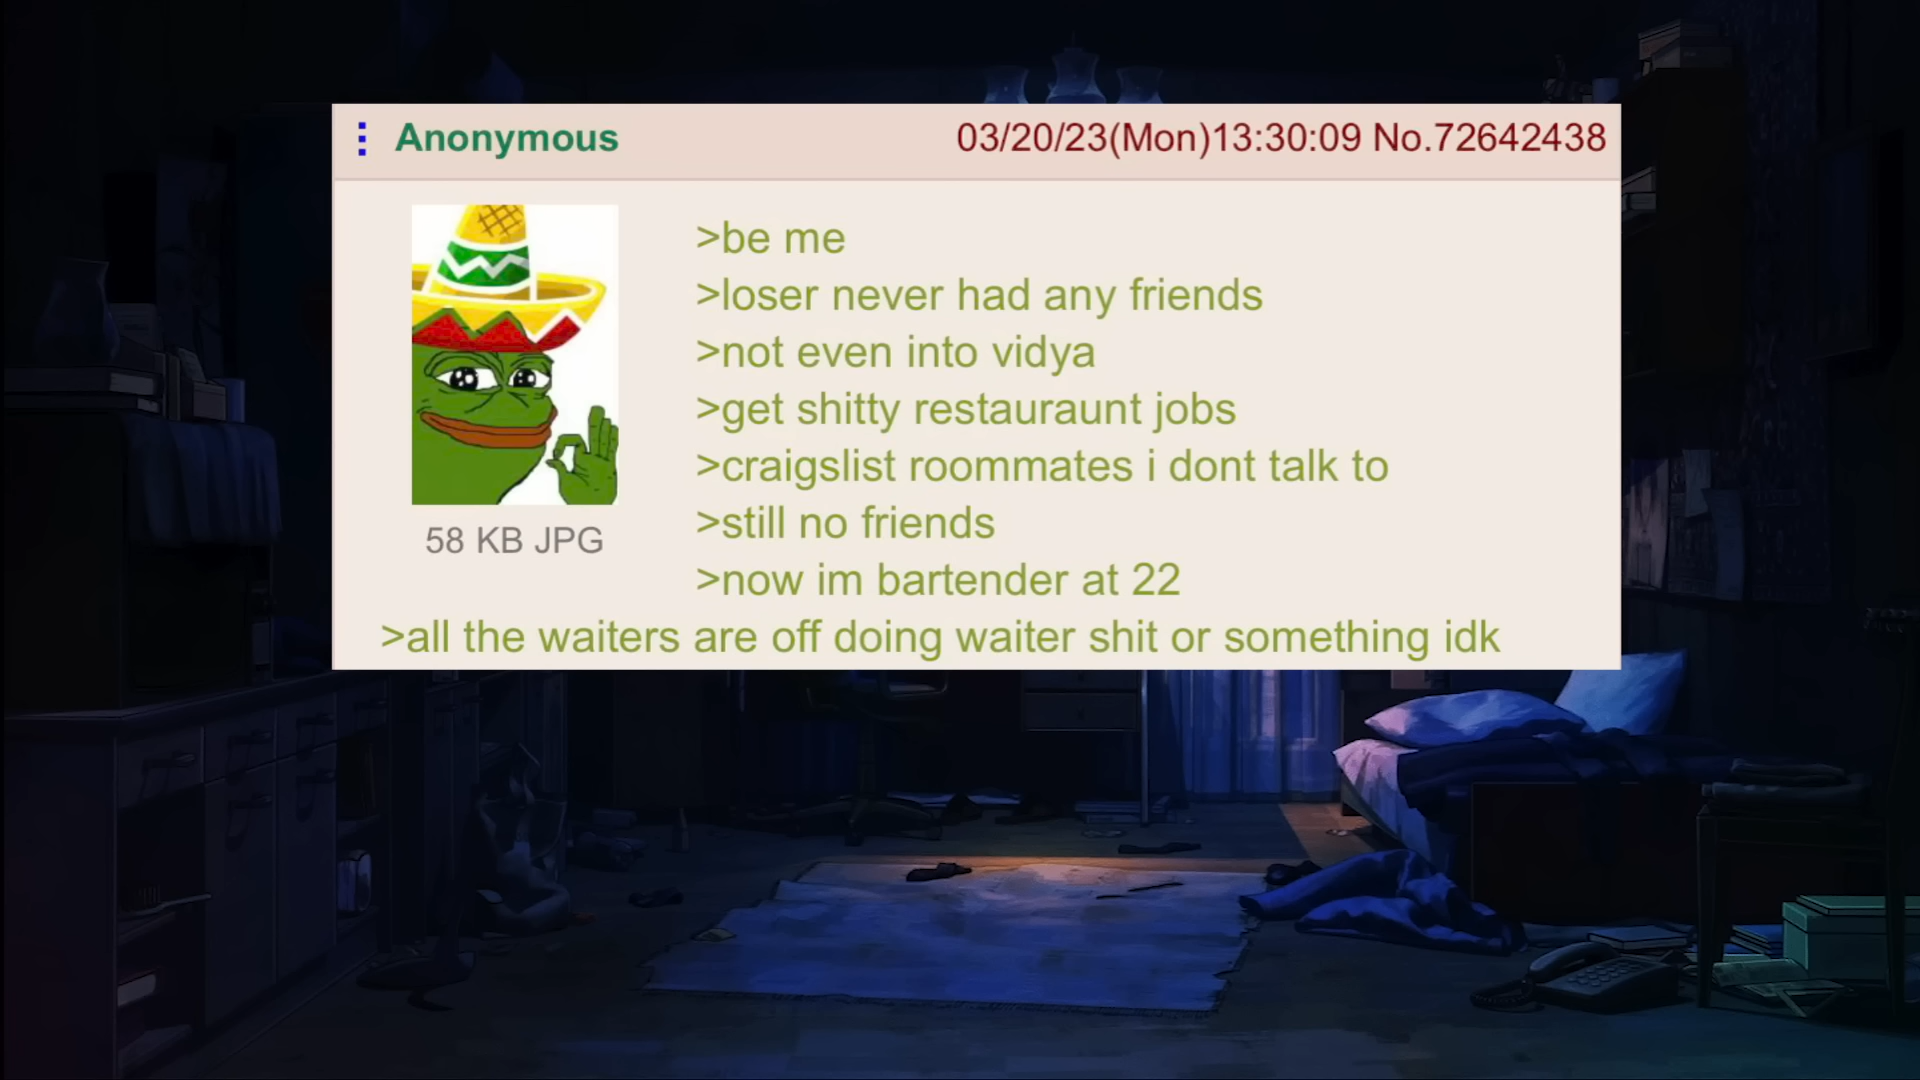 Anonymous 03/20/23(Mon)13:30:09 No.72642438
>be me
>loser never had any friends
>not even into vidya
>get shitty restauraunt jobs
>craigslist roommates i dont talk to
>still no friends
58 KB JPG
>now im bartender at 22
>all the waiters are off doing waiter shit or something idk